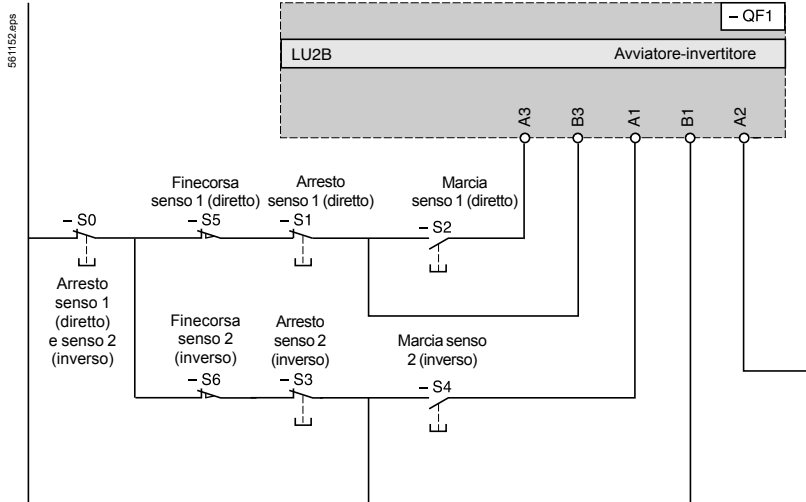 561152.eps
– QF1
LU2B
Avviatore-invertitore
A3
B3
A1
B1
A2
Finecorsa
senso 1 (diretto)
– S5
Arresto
senso 1 (diretto)
– S1
Marcia
senso 1 (diretto)
– S2
– S0
Arresto
senso 1
(diretto)
e senso 2
(inverso)
Finecorsa
senso 2
(inverso)
– S6
Arresto
senso 2
(inverso)
– S3
Marcia senso
2 (inverso)
– S4